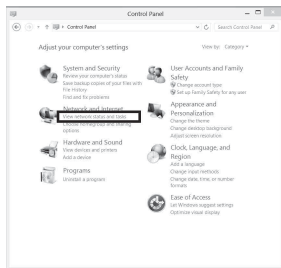 Control Panel
Control Panel
Search Control Panel
Adjust your computer's settings
View by: Category
System and Security
Review your computer's status
Save backup copies of your files with
File History
Find and fix problems
Network and Internet
View network status and tasks
Choose homegroup and sharing
options
Hardware and Sound
View devices and printers
Add a device
Programs
Uninstall a program
User Accounts and Family
Safety
Change account type
Set up Family Safety for any user
Appearance and
Personalization
Change the theme
Change desktop background
Adjust screen resolution
Clock, Language, and
Region
Add a language
Change input methods
Change date, time, or number
formats
Ease of Access
Let Windows suggest settings
Optimize visual display